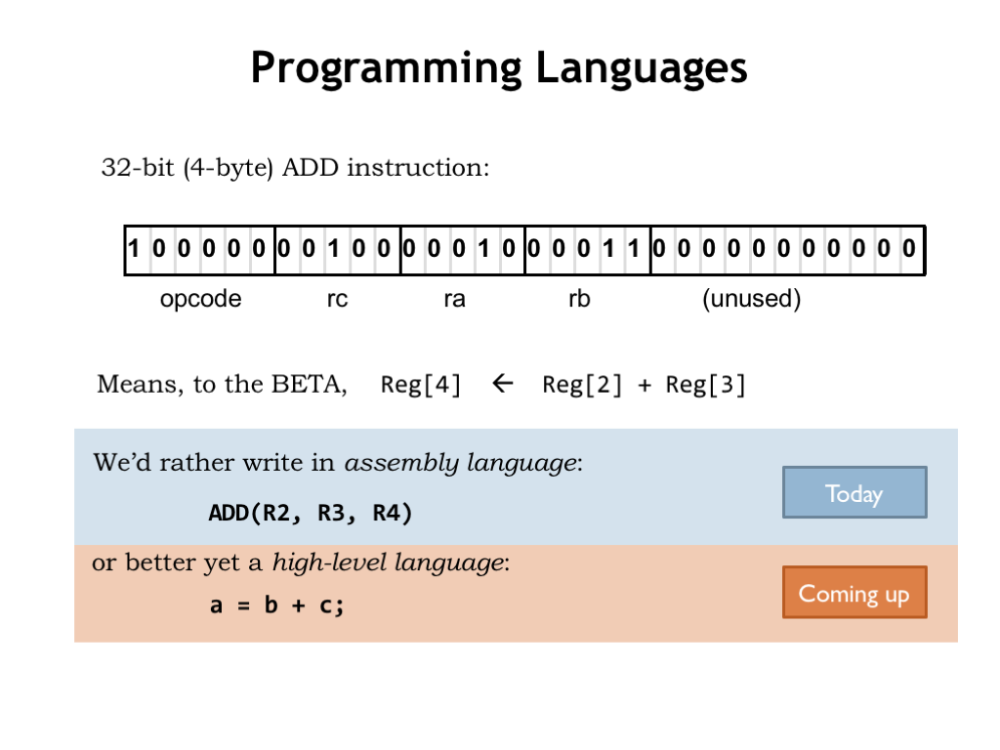 Programming Languages
32-bit (4-byte) ADD instruction:
1 0 0 0 0 0 0 0 1 0 0 0 0 0 1 0 0 0 0 1 1 0 0 0 0 0 0 0 0 0 0 0
opcode rc ra rb (unused)
Means, to the BETA, Reg[4] ← Reg[2] + Reg[3]
We’d rather write in assembly language:
Today
ADD(R2, R3, R4)
or better yet a high-level language:
Coming up
a = b + c;